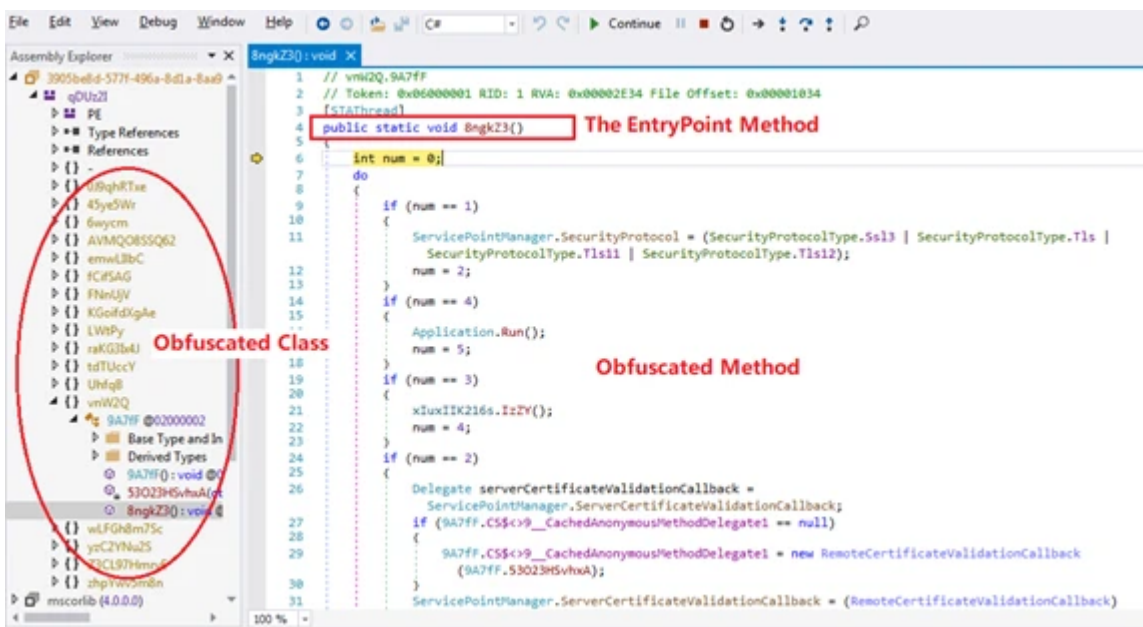 File Edit View Debug Window Help C# Continue
Assembly Explorer
8ngkZ3() : void
3905be8d-577f-496a-8d1a-8aa9
qDUz2I
PE
Type References
References
{} -
{}
{} 45ye5Wr
{} 6wycm
{} AVMQO8SSQ62
{}
{} fCifSAG
{} FNnUjV
{} KGoifdXgAe
{} LWtPy
{}
{} tdTUccY
{} UhfqB
{} vnW2Q
9A7fF @02000002
Base Type and In
Derived Types
9A7fF() : void @0
53O23HSvhxA(
8ngkZ3() : void @
{} wLFGh8m7Sc
{} yzC2YNu2S
{}
{}
mscorlib (4.0.0.0)
1 // vnW2Q.9A7fF
2 // Token: 0x06000001 RID: 1 RVA: 0x00002E34 File Offset: 0x00001034
3 [STAThread]
4 public static void 8ngkZ3()
5 {
6 int num = 0;
7 do
8 {
9 if (num == 1)
10 {
11 ServicePointManager.SecurityProtocol = (SecurityProtocolType.Ssl3 | SecurityProtocolType.Tls |
SecurityProtocolType.Tls11 | SecurityProtocolType.Tls12);
12 num = 2;
13 }
14 if (num == 4)
15 {
Application.Run();
num = 5;
18 }
19 if (num == 3)
20 {
21 xIuxIIK216s.IzZY();
22 num = 4;
23 }
24 if (num == 2)
25 {
26 Delegate serverCertificateValidationCallback =
ServicePointManager.ServerCertificateValidationCallback;
27 if (9A7fF.CS$<>9__CachedAnonymousMethodDelegate1 == null)
28 {
29 9A7fF.CS$<>9__CachedAnonymousMethodDelegate1 = new RemoteCertificateValidationCallback
(9A7fF.53O23HSvhxA);
30 }
31 ServicePointManager.ServerCertificateValidationCallback = (RemoteCertificateValidationCallback)
100 %
The EntryPoint Method
Obfuscated Class
Obfuscated Method